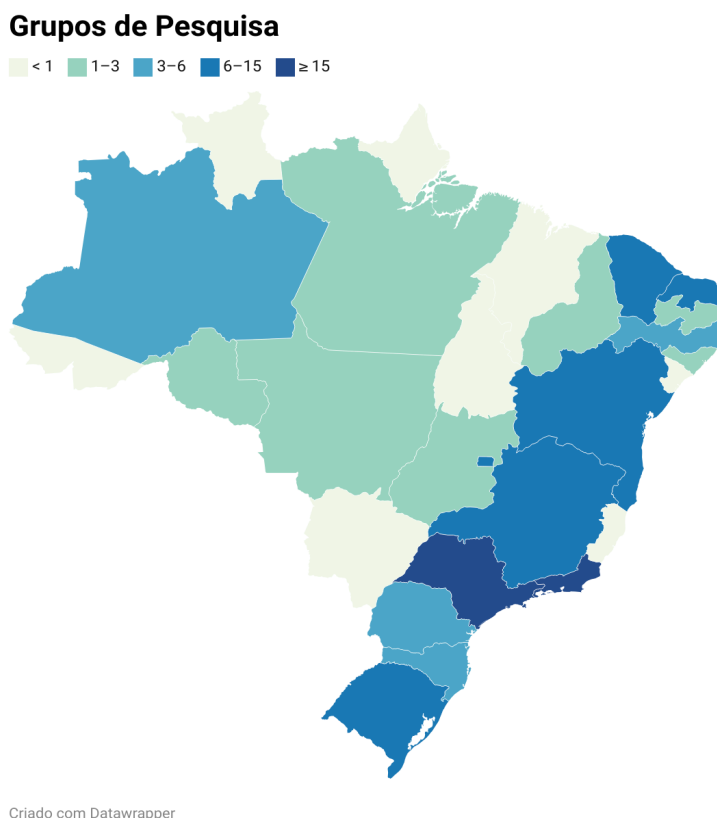 Grupos de Pesquisa
< 1 1–3 3–6 6–15 ≥ 15
Criado com Datawrapper